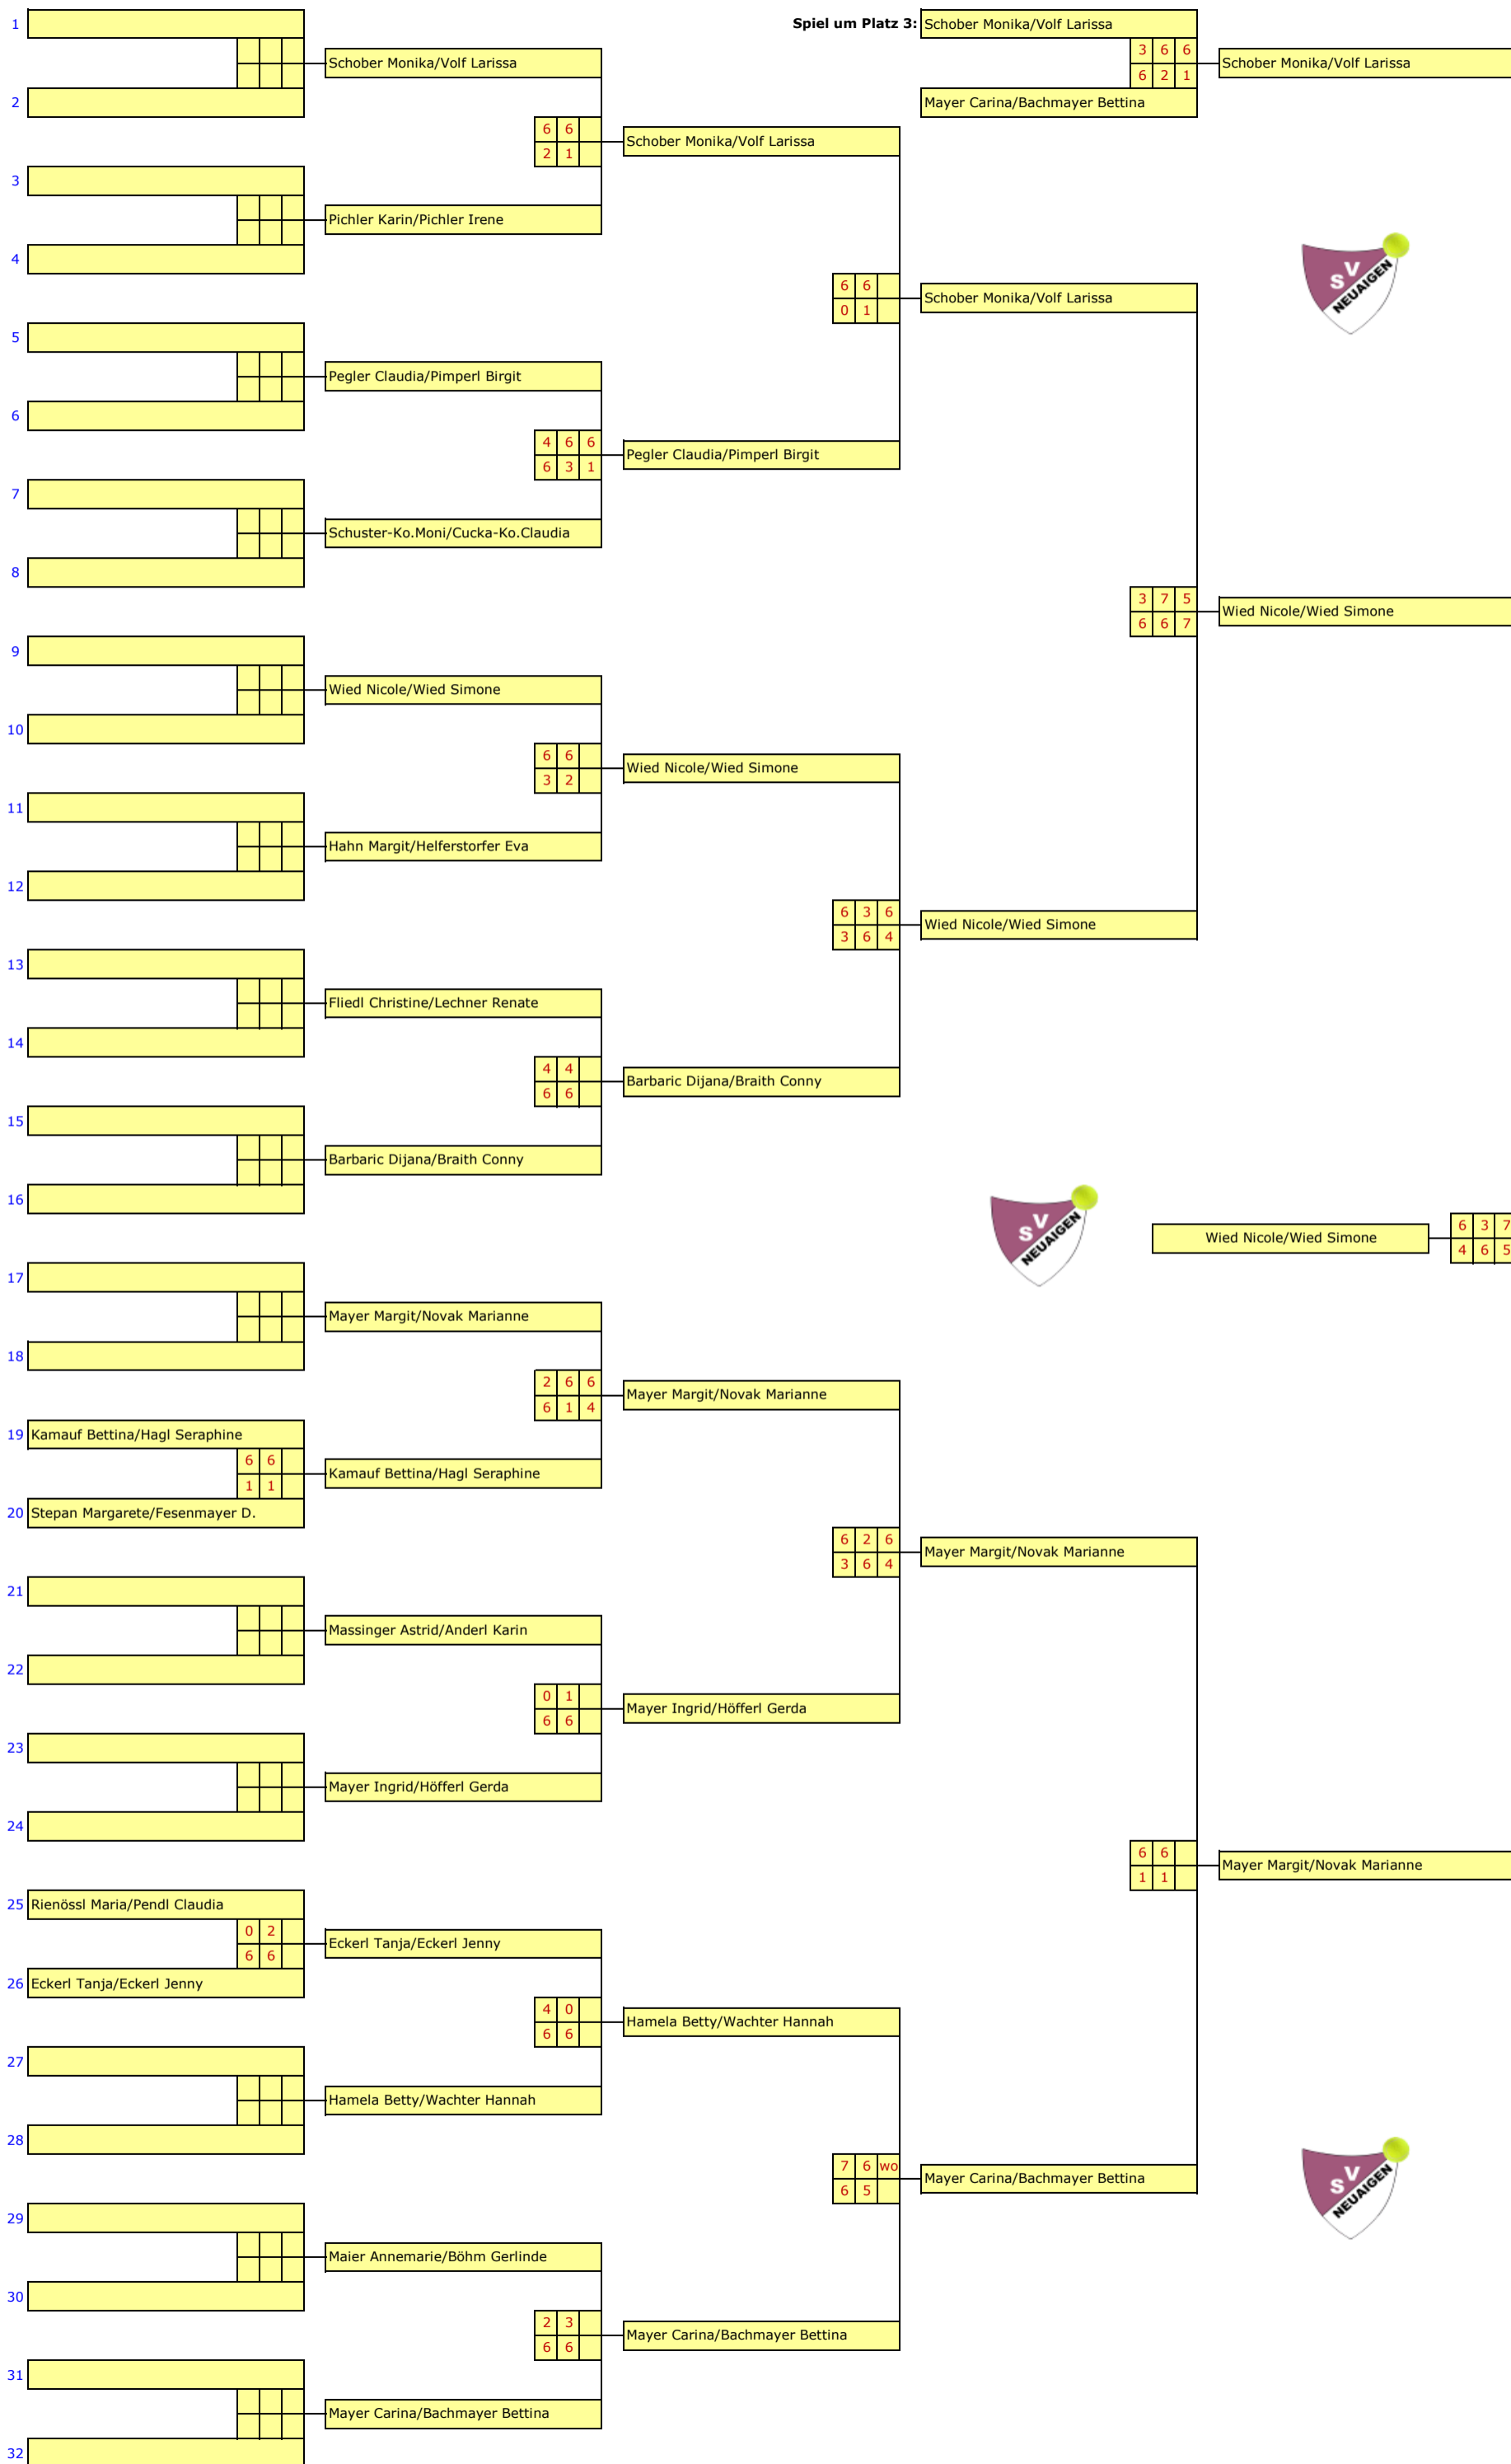 1
Spiel um Platz 3: Schober Monika/Volf Larissa
3 6 6
Schober Monika/Volf Larissa
Schober Monika/Volf Larissa
6 2 1
2
Mayer Carina/Bachmayer Bettina
6 6
Schober Monika/Volf Larissa
2 1
3
Pichler Karin/Pichler Irene
SV NEUAIGEN
4
6 6
Schober Monika/Volf Larissa
0 1
5
Pegler Claudia/Pimperl Birgit
6
4 6 6
Pegler Claudia/Pimperl Birgit
6 3 1
7
Schuster-Ko.Moni/Cucka-Ko.Claudia
8
3 7 5
Wied Nicole/Wied Simone
6 6 7
9
Wied Nicole/Wied Simone
10
6 6
Wied Nicole/Wied Simone
3 2
11
Hahn Margit/Helferstorfer Eva
12
6 3 6
Wied Nicole/Wied Simone
3 6 4
13
Fliedl Christine/Lechner Renate
14
4 4
Barbaric Dijana/Braith Conny
6 6
15
Barbaric Dijana/Braith Conny
16
SV NEUAIGEN
6 3 7
Wied Nicole/Wied Simone
4 6 5
17
Mayer Margit/Novak Marianne
18
2 6 6
Mayer Margit/Novak Marianne
6 1 4
19 Kamauf Bettina/Hagl Seraphine
6 6
Kamauf Bettina/Hagl Seraphine
1 1
20 Stepan Margarete/Fesenmayer D.
6 2 6
Mayer Margit/Novak Marianne
3 6 4
21
Massinger Astrid/Anderl Karin
22
0 1
Mayer Ingrid/Höfferl Gerda
6 6
23
Mayer Ingrid/Höfferl Gerda
24
6 6
Mayer Margit/Novak Marianne
1 1
25 Rienössl Maria/Pendl Claudia
0 2
Eckerl Tanja/Eckerl Jenny
6 6
26 Eckerl Tanja/Eckerl Jenny
4 0
Hamela Betty/Wachter Hannah
6 6
27
Hamela Betty/Wachter Hannah
28
SV NEUAIGEN
7 6 wo
Mayer Carina/Bachmayer Bettina
6 5
29
Maier Annemarie/Böhm Gerlinde
30
2 3
Mayer Carina/Bachmayer Bettina
6 6
31
Mayer Carina/Bachmayer Bettina
32